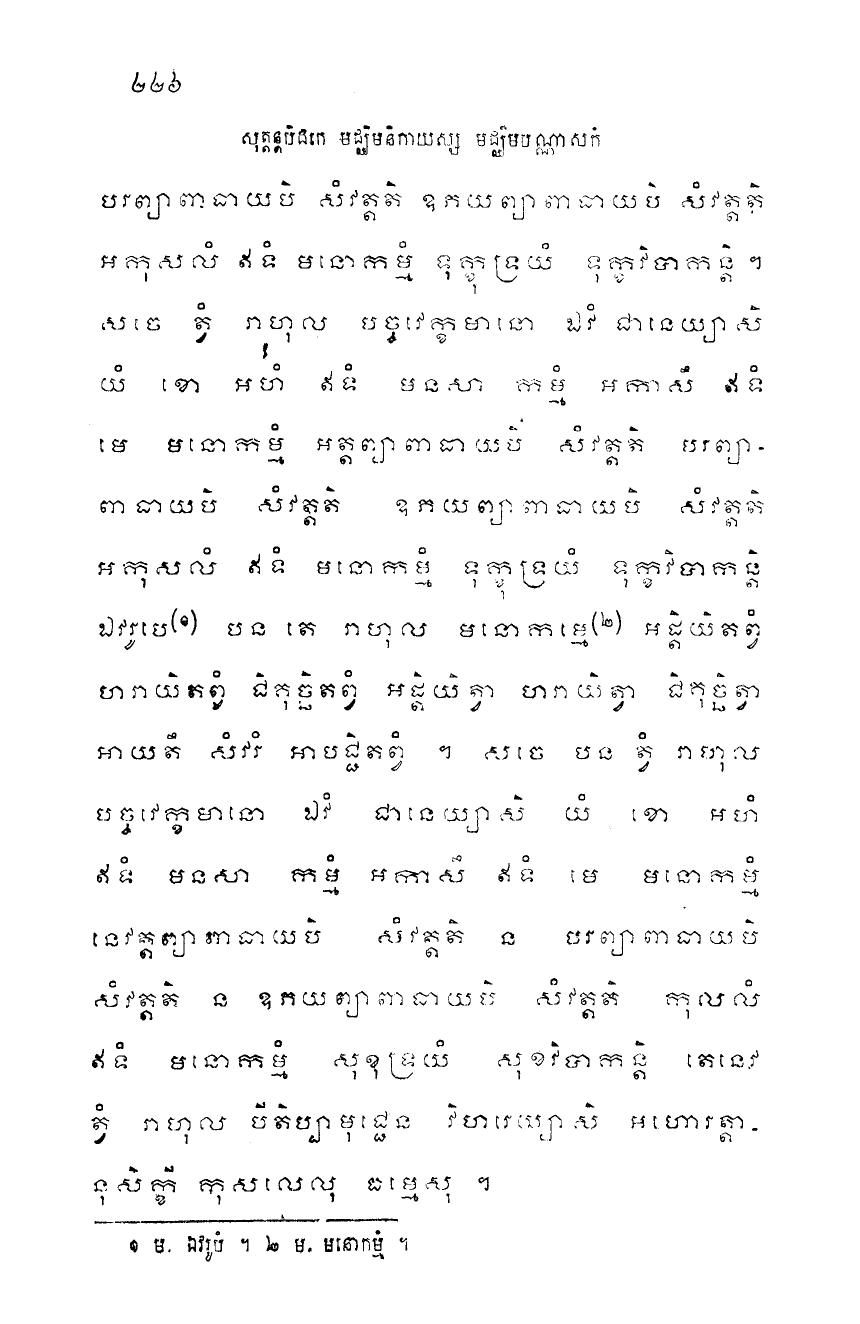 ២២៦
សុត្តន្តបិដកេ មជ្ឈិមនិកាយស្ស មជ្ឈិមបណ្ណាសកំ
បរព្យាពាធាយបិ សំវត្តតិ ឧភយព្យាពាធាយបិ សំវត្តតិ
អកុសលំ ឥទំ មនោកម្មំ ទុក្ខុទ្រយំ ទុក្ខវិបាកន្តិ ។
សចេ ត្វំ រាហុល បច្ចវេក្ខមានោ ឯវំ ជានេយ្យាសិ
យំ ខោ អហំ ឥទំ មនសា កម្មំ អកាសឹ ឥទំ
មេ មនោកម្មំ អត្តព្យាពាធាយបិ សំវត្តតិ បរព្យា-
ពាធាយបិ សំវត្តតិ ឧភយព្យាពាធាយបិ សំវត្តតិ
អកុសលំ ឥទំ មនោកម្មំ ទុក្ខុទ្រយំ ទុក្ខវិបាកន្តិ
ឯវរូបេ(១) បន តេ រាហុល មនោកម្មេ(២) អដ្តិយិតព្វំ
ហរាយិតព្វំ ជិគុច្ឆិតព្វំ អដ្តិយិត្វា ហរាយិត្វា ជិគុច្ឆិត្វា
អាយតឹ សំវរំ អាបជ្ជិតព្វំ ។ សចេ បន ត្វំ រាហុល
បច្ចវេក្ខមានោ ឯវំ ជានេយ្យាសិ យំ ខោ អហំ
ឥទំ មនសា កម្មំ អកាសឹ ឥទំ មេ មនោកម្មំ
នេវត្តព្យាពាធាយបិ សំវត្តតិ ន បរព្យាពាធាយបិ
សំវត្តតិ ន ឧភយព្យាពាធាយបិ សំវត្តតិ កុលលំ
ឥទំ មនោកម្មំ សុខុទ្រយំ សុខវិបាកន្តិ តេនេវ
ត្វំ រាហុល បីតិប្បាមុជ្ជេន វិហរេយ្យាសិ អហោរត្តា-
នុសិក្ខី កុសលេលុ ធម្មេសុ ។
១ ម. ឯវំរូបំ ។ ២ ម. មនោកម្មំ ។